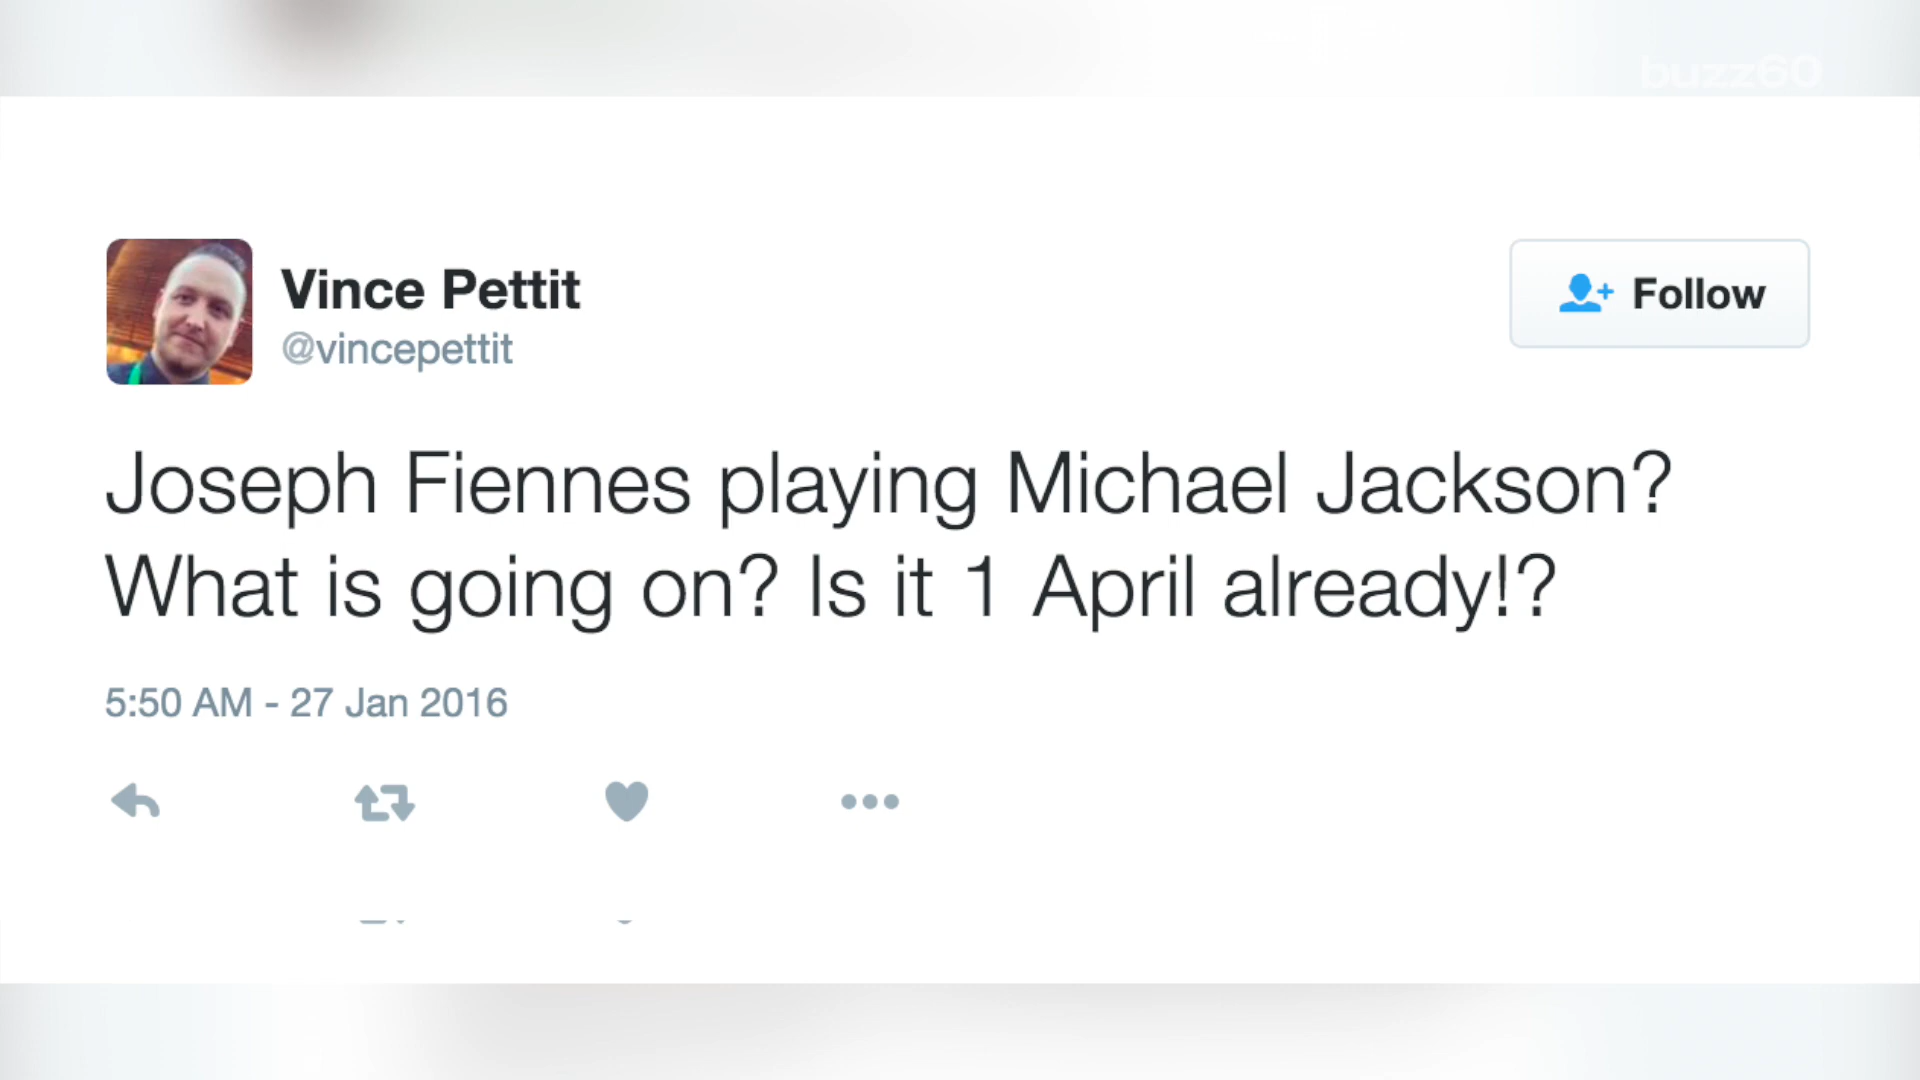 buzz60
Vince Pettit
@vincepettit
Follow
Joseph Fiennes playing Michael Jackson?
What is going on? Is it 1 April already!?
5:50 AM - 27 Jan 2016